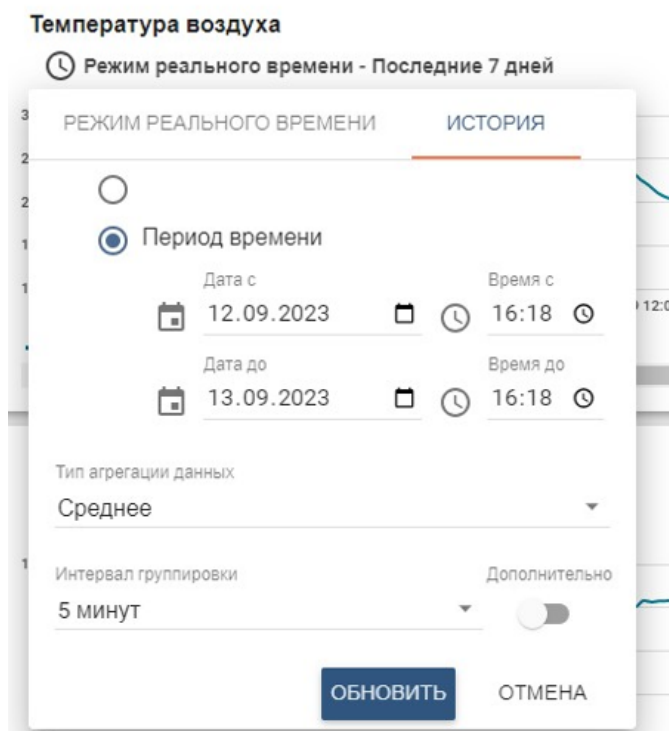 Температура воздуха
Режим реального времени - Последние 7 дней
РЕЖИМ РЕАЛЬНОГО ВРЕМЕНИ ИСТОРИЯ
Период времени
Дата с Время с
12.09.2023 16:18
Дата до Время до
13.09.2023 16:18
Тип агрегации данных
Среднее
Интервал группировки Дополнительно
5 минут
ОБНОВИТЬ ОТМЕНА